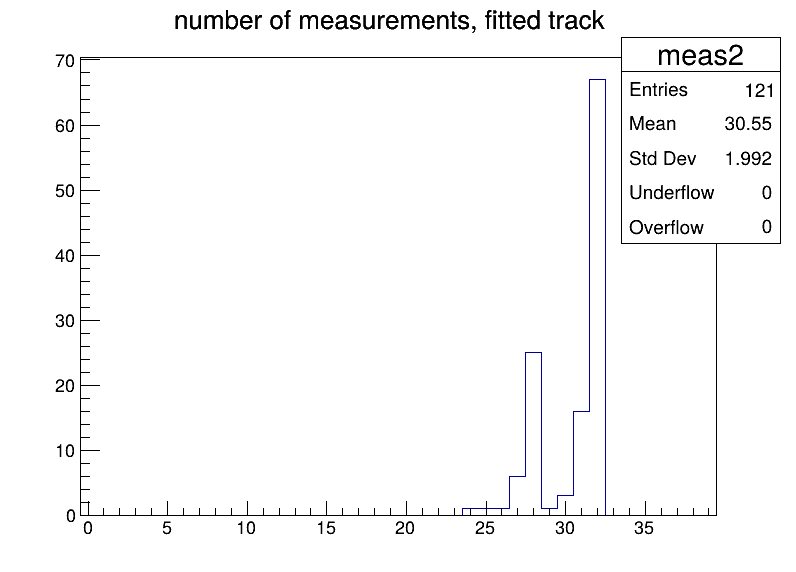 number of measurements, fitted track
meas2
Entries 121
Mean 30.55
Std Dev 1.992
Underflow 0
Overflow 0
70
60
50
40
30
20
10
0
0 5 10 15 20 25 30 35